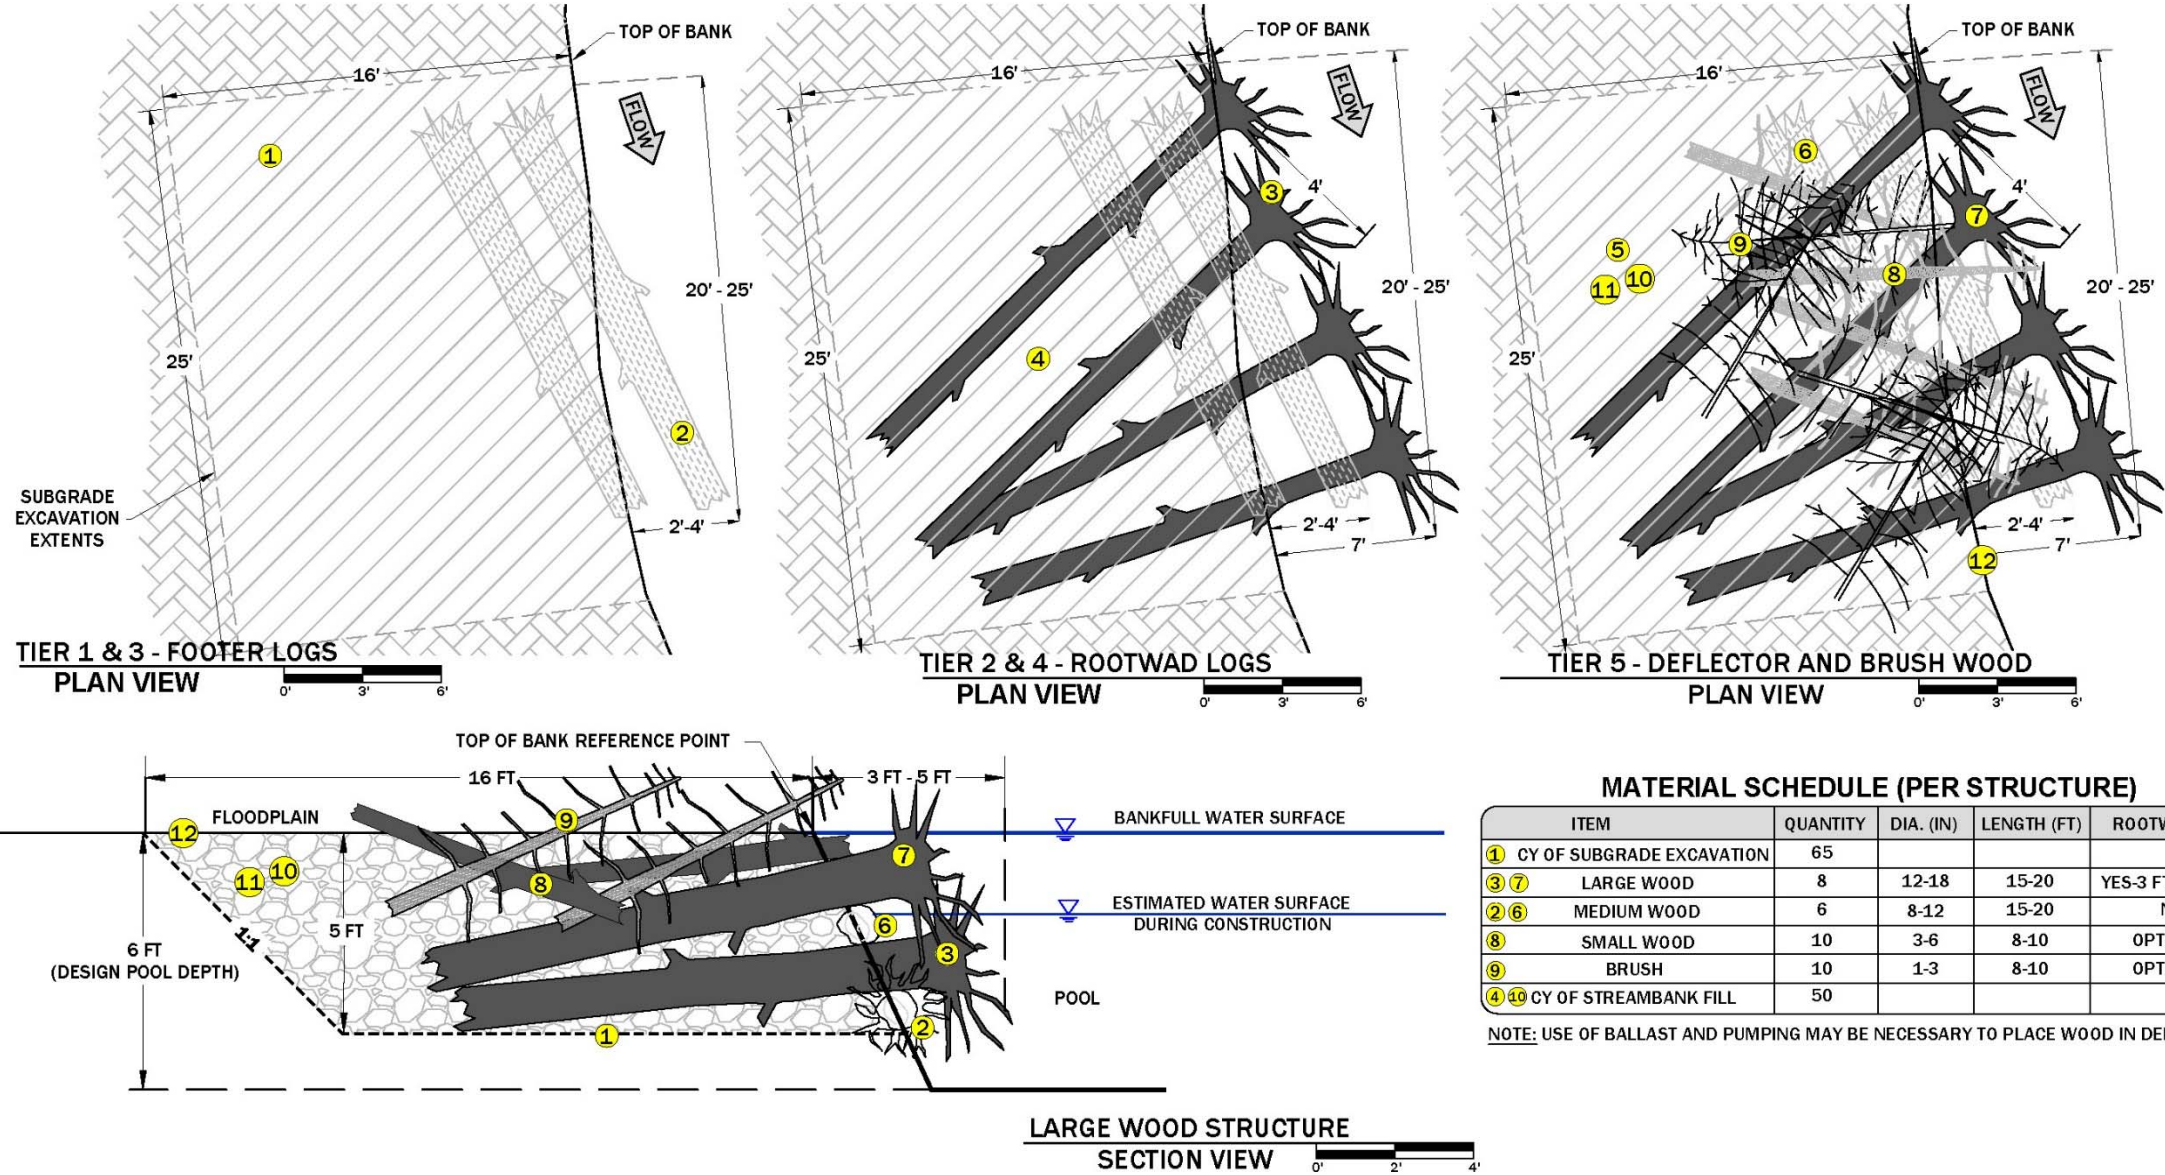 TOP OF BANK
16'
FLOW
1
20' - 25'
25'
2
SUBGRADE
EXCAVATION
EXTENTS
2'-4'
TIER 1 & 3 - FOOTER LOGS
PLAN VIEW
0' 3' 6'
TOP OF BANK
16'
FLOW
3
4'
20' - 25'
25'
4
2'-4'
7'
TIER 2 & 4 - ROOTWAD LOGS
PLAN VIEW
0' 3' 6'
TOP OF BANK
16'
FLOW
6
4'
7
5
9
8
10
11
20' - 25'
25'
2'-4'
7'
12
TIER 5 - DEFLECTOR AND BRUSH WOOD
PLAN VIEW
0' 3' 6'
TOP OF BANK REFERENCE POINT
16 FT
3 FT - 5 FT
FLOODPLAIN
12
9
BANKFULL WATER SURFACE
7
10
11
8
ESTIMATED WATER SURFACE
DURING CONSTRUCTION
6
1:1
5 FT
6 FT
(DESIGN POOL DEPTH)
3
POOL
2
1
LARGE WOOD STRUCTURE
SECTION VIEW
0' 2' 4'
MATERIAL SCHEDULE (PER STRUCTURE)
ITEM QUANTITY DIA. (IN) LENGTH (FT)
1 CY OF SUBGRADE EXCAVATION 65
3 7 LARGE WOOD 8 12-18 15-20 YES-3
2 6 MEDIUM WOOD 6 8-12 15-20
8 SMALL WOOD 10 3-6 8-10
9 BRUSH 10 1-3 8-10
4 10 CY OF STREAMBANK FILL 50
NOTE: USE OF BALLAST AND PUMPING MAY BE NECESSARY TO PLACE WOOD IN